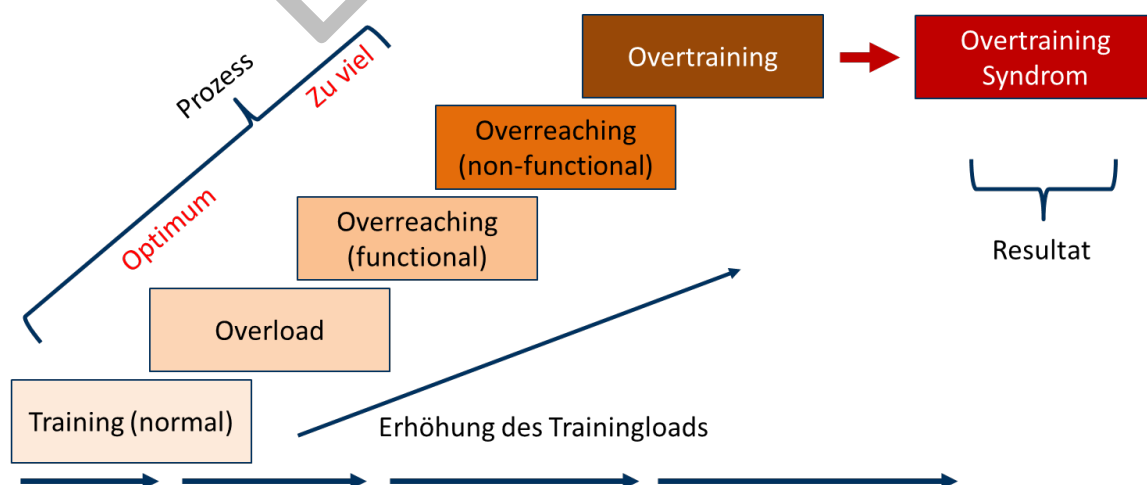 Overtraining
Overtraining
Syndrom
Prozess
Zu viel
Optimum
Overreaching
(non-functional)
Overreaching
(functional)
Resultat
Overload
Training (normal)
Erhöhung des Trainingloads